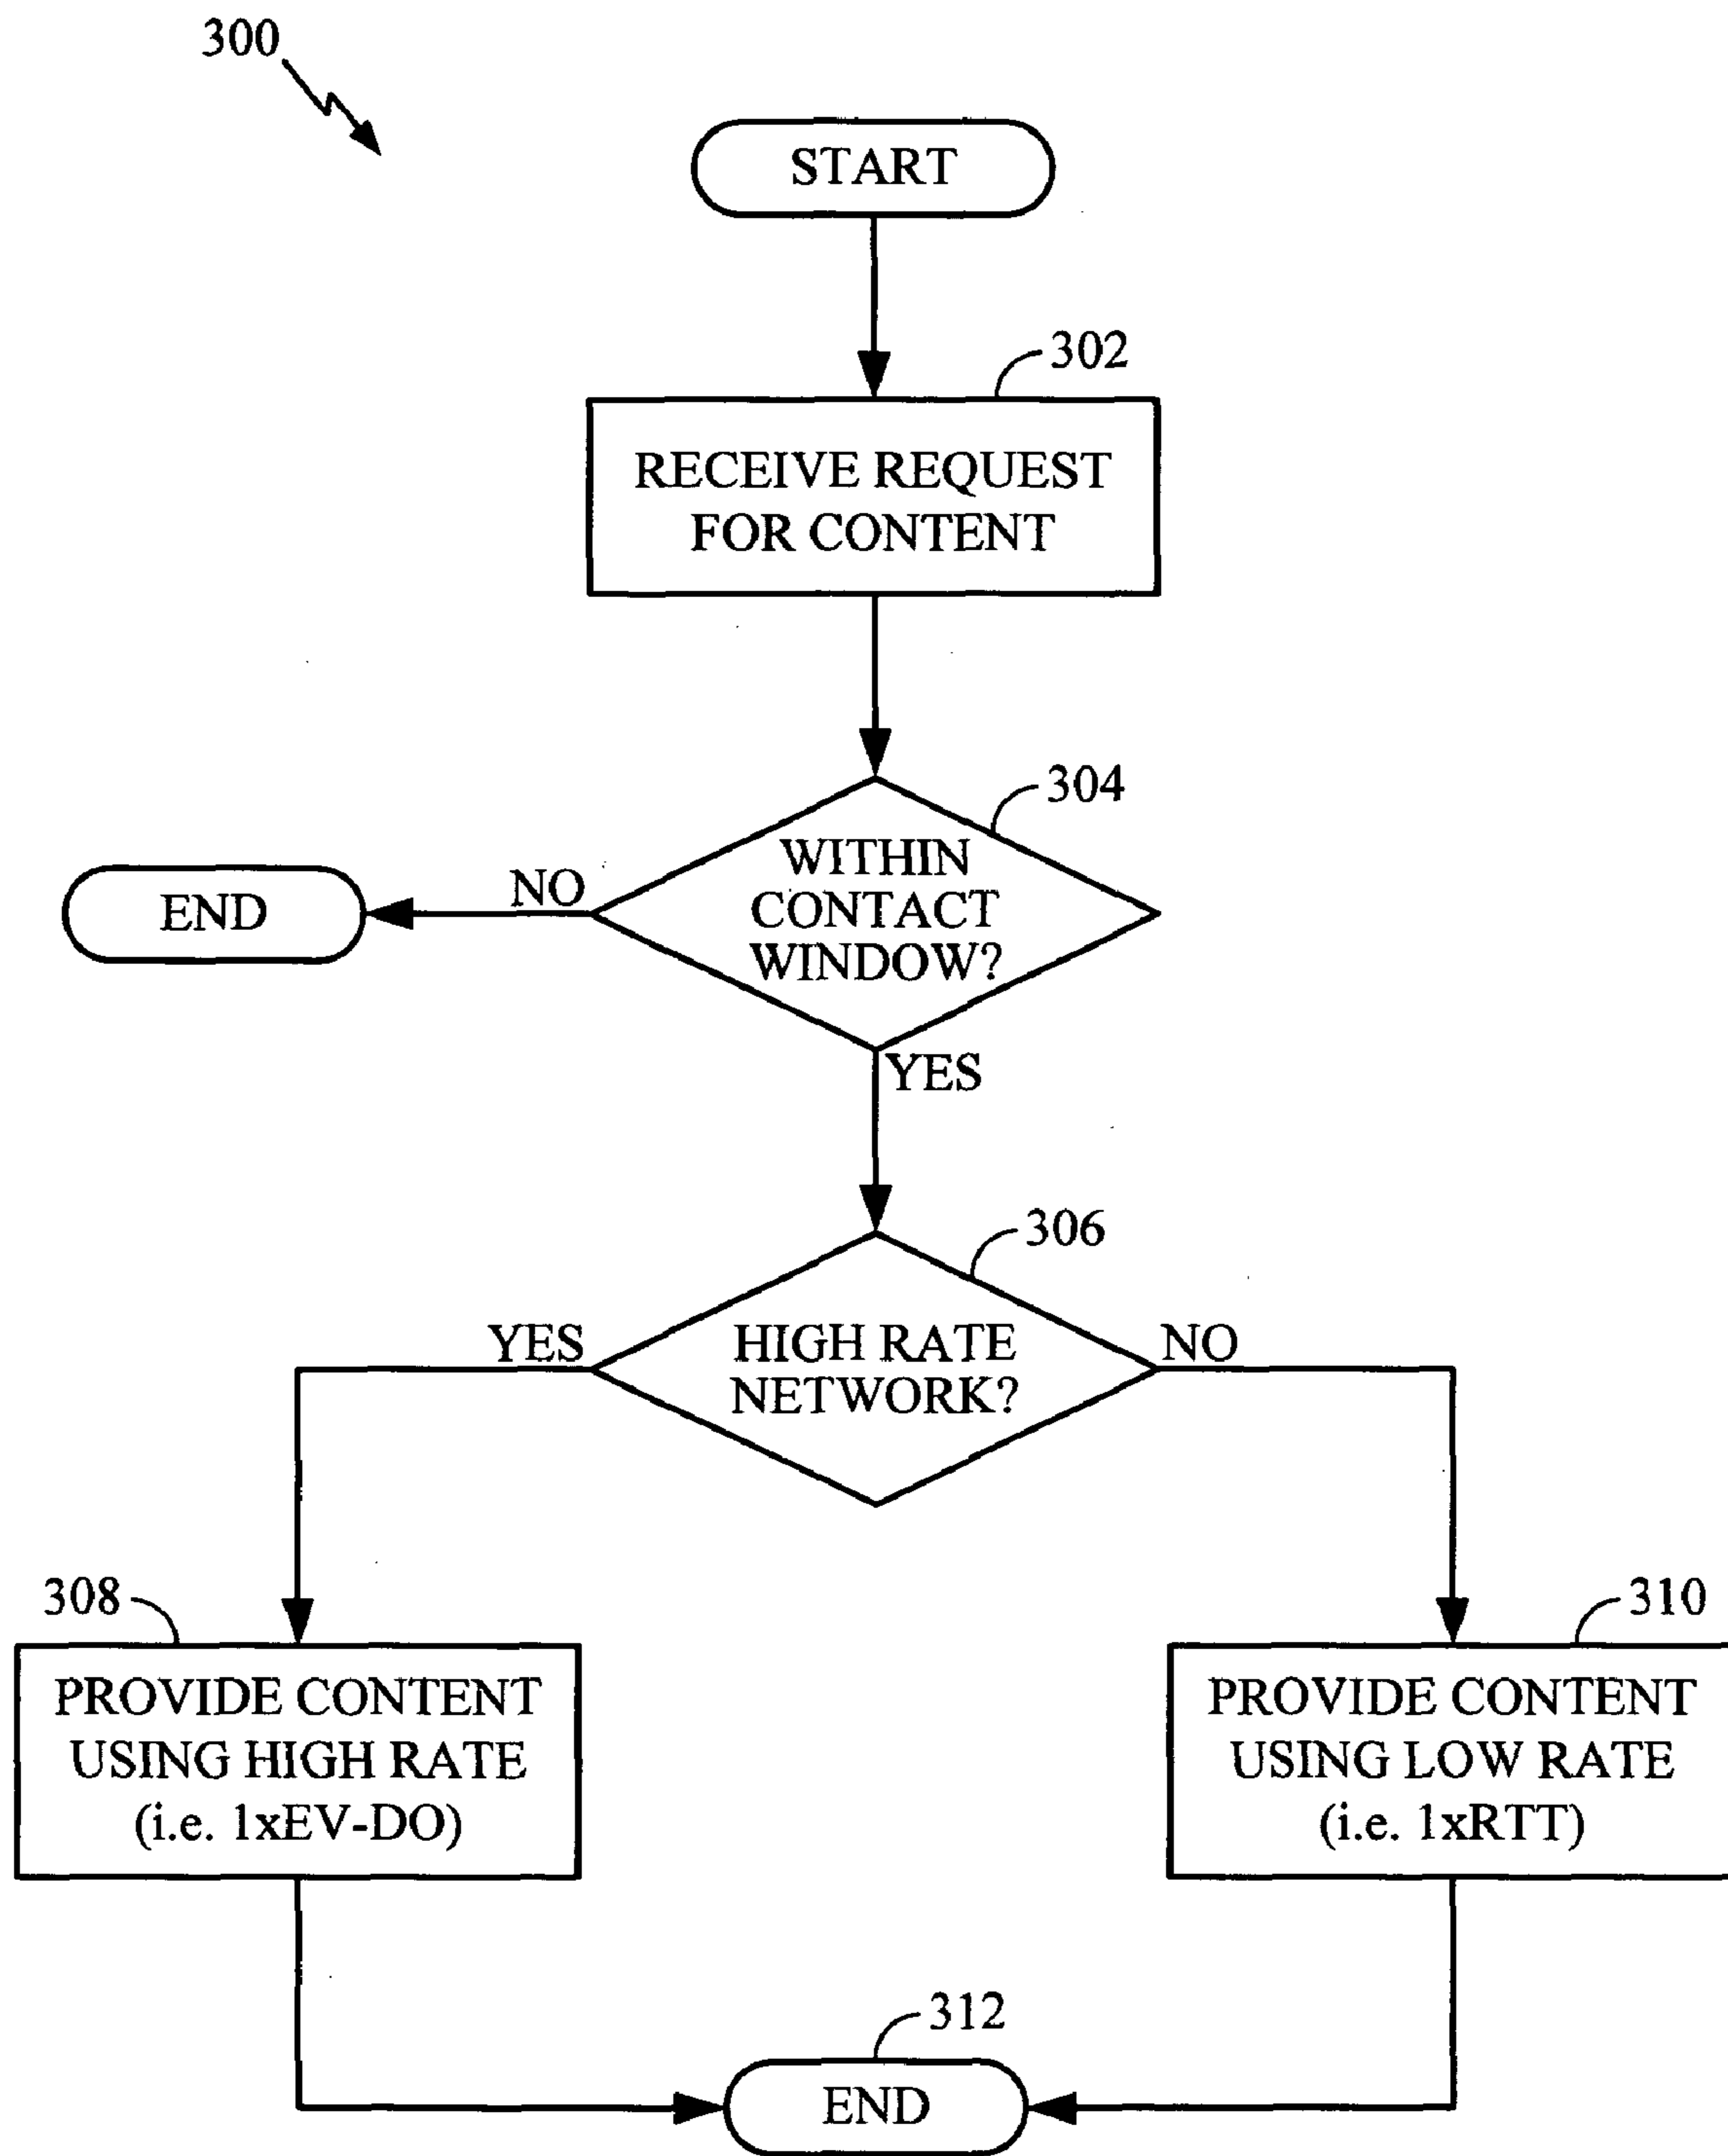 300
START
302
RECEIVE REQUEST
FOR CONTENT
304
WITHIN
CONTACT
WINDOW?
NO
END
YES
306
HIGH RATE
NETWORK?
YES
NO
308
PROVIDE CONTENT
USING HIGH RATE
(i.e. 1xEV-DO)
310
PROVIDE CONTENT
USING LOW RATE
(i.e. 1xRTT)
312
END